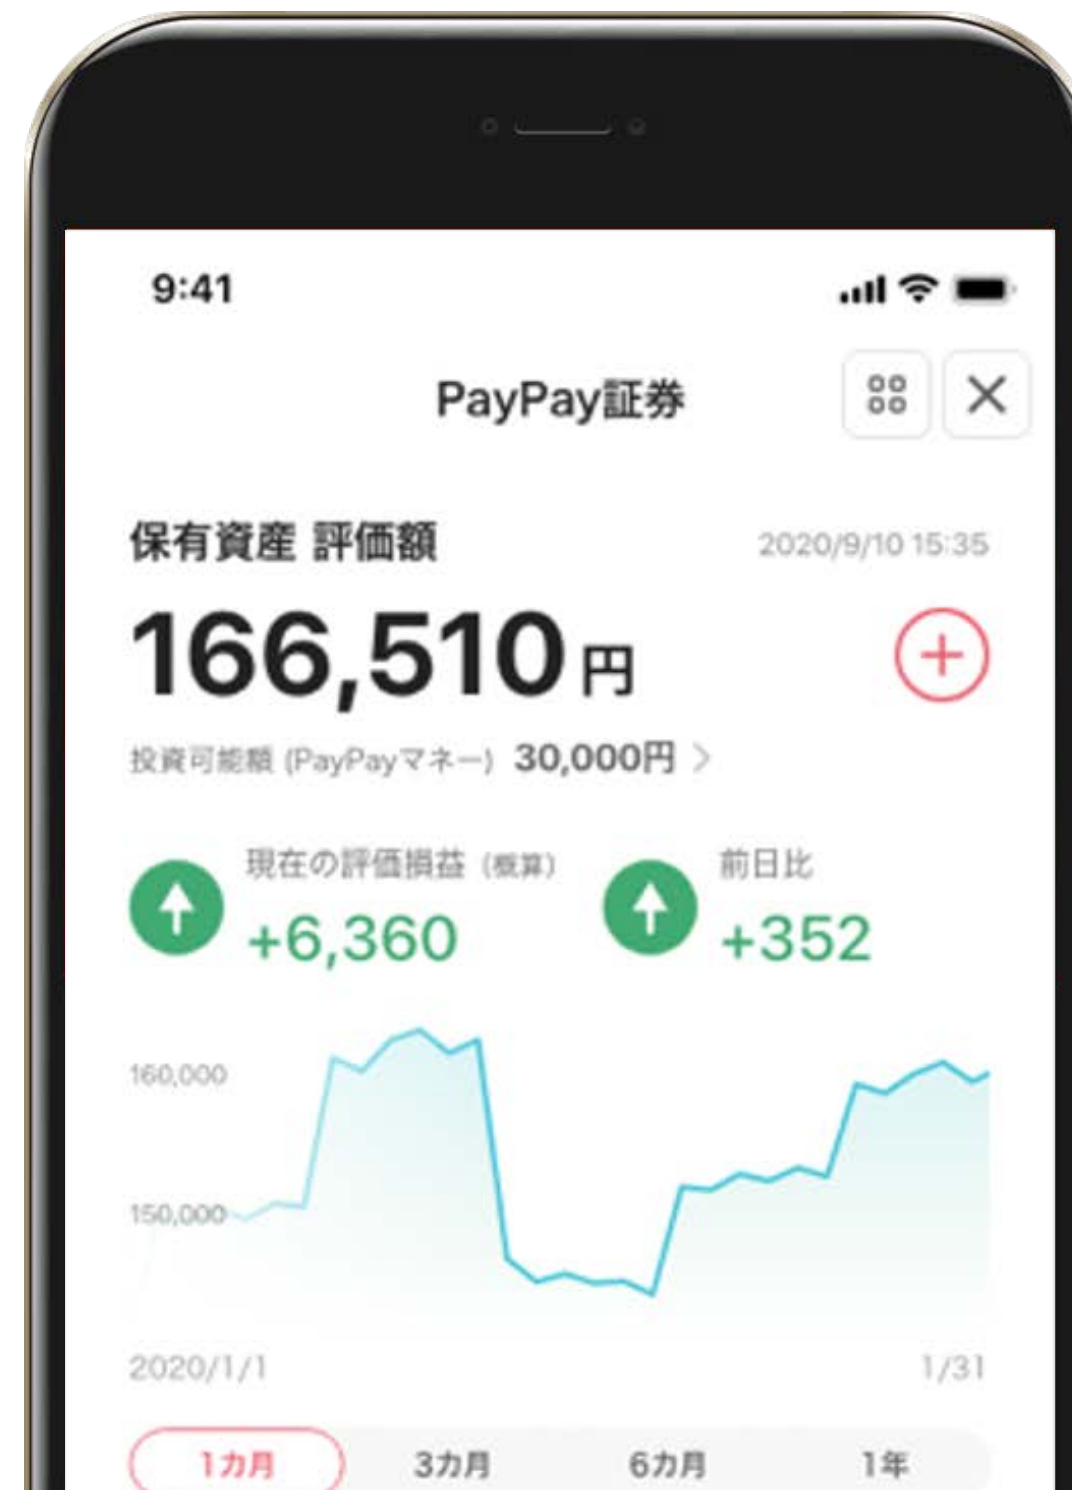 9:41
PayPay証券
保有資産 評価額
2020/9/10 15:35
166,510円
投資可能額 (PayPayマネー) 30,000円
現在の評価損益（概算）
+6,360
前日比
+352
160,000
150,000
2020/1/1
1/31
1カ月
3カ月
6カ月
1年